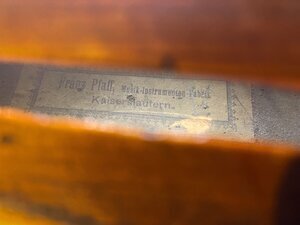 Franz Pfaff, Musik-Instrumenten-Fabrik
Kaiserslautern.